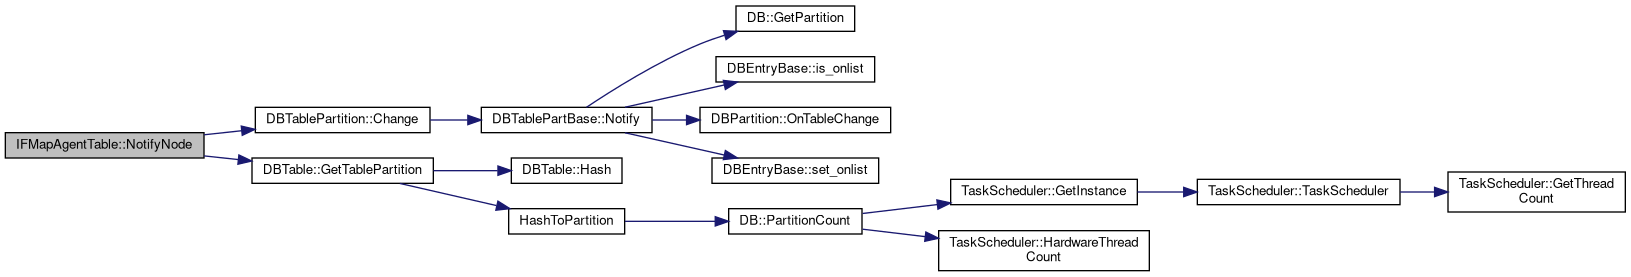 IFMapAgentTable::NotifyNode
DBTablePartition::Change
DBTable::GetTablePartition
DBTablePartBase::Notify
DBTable::Hash
HashToPartition
DB::GetPartition
DBEntryBase::is_onlist
DBPartition::OnTableChange
DBEntryBase::set_onlist
DB::PartitionCount
TaskScheduler::GetInstance
TaskScheduler::HardwareThread
Count
TaskScheduler::TaskScheduler
TaskScheduler::GetThread
Count